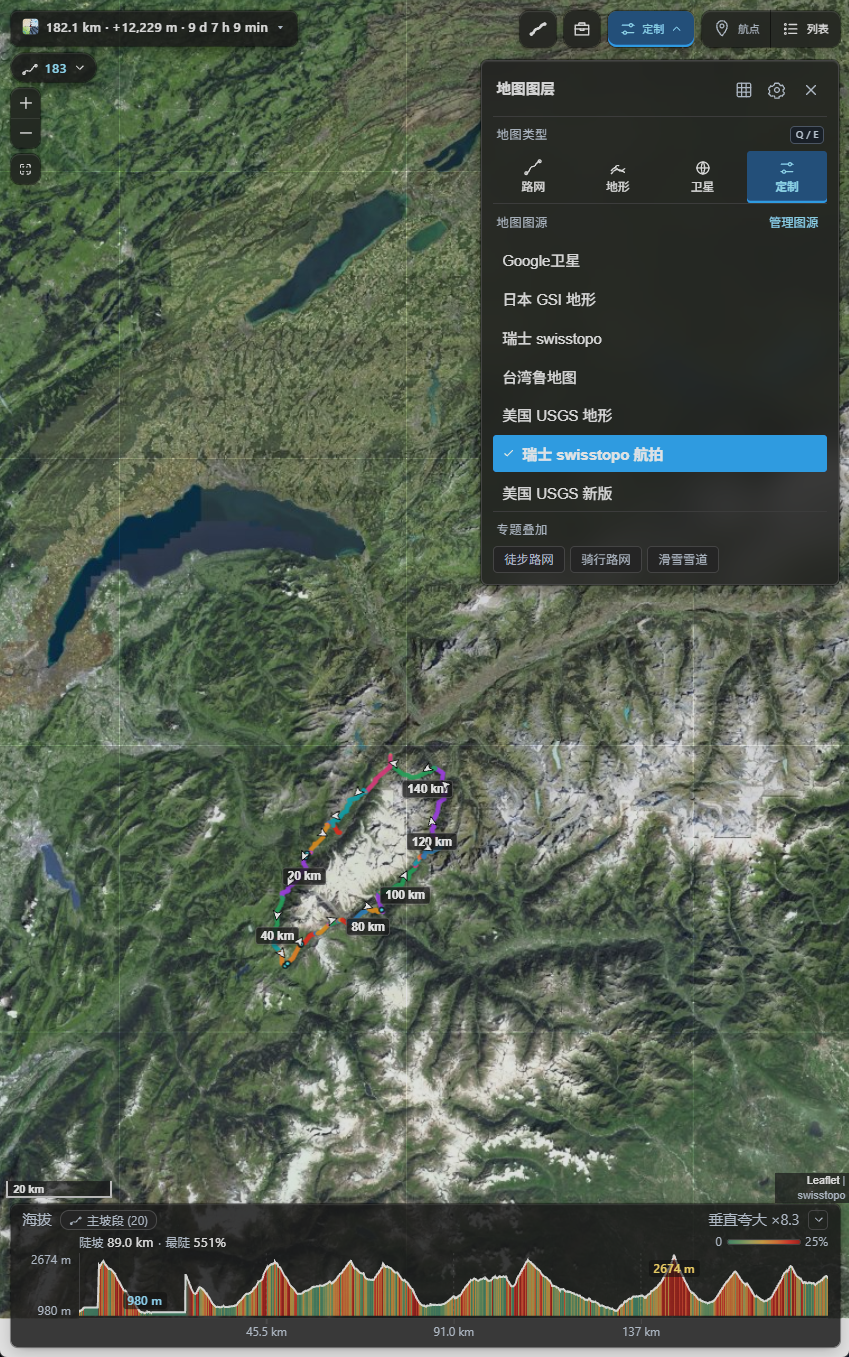 182.1 km · +12,229 m · 9 d 7 h 9 min
定制
航点
列表
183
地图图层
地图类型
Q / E
路网
地形
卫星
定制
地图图源
管理图源
Google卫星
日本 GSI 地形
瑞士 swisstopo
台湾鲁地图
美国 USGS 地形
瑞士 swisstopo 航拍
美国 USGS 新版
专题叠加
徒步路网
骑行路网
滑雪雪道
140 km
120 km
20 km
100 km
80 km
40 km
20 km
Leaflet |
swisstopo
海拔
主坡段 (20)
垂直夸大 ×8.3
陡坡 89.0 km · 最陡 551%
0
25%
2674 m
2674 m
980 m
980 m
45.5 km
91.0 km
137 km